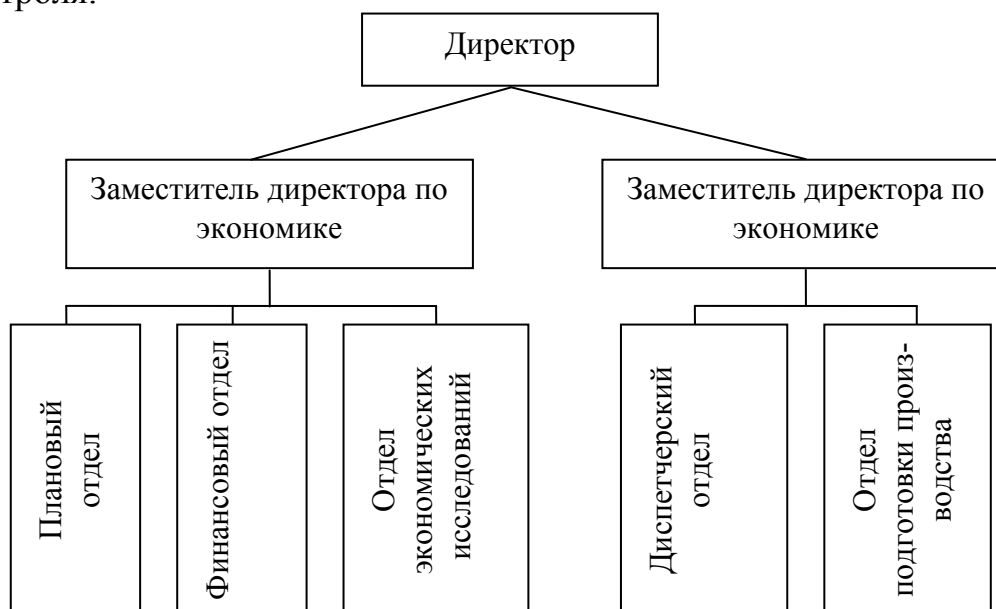 троля.
Директор
Заместитель директора по
экономике
Заместитель директора по
экономике
Плановый
отдел
Финансовый отдел
Отдел
экономических
исследований
Диспетчерский
отдел
Отдел
подготовки произ-
водства